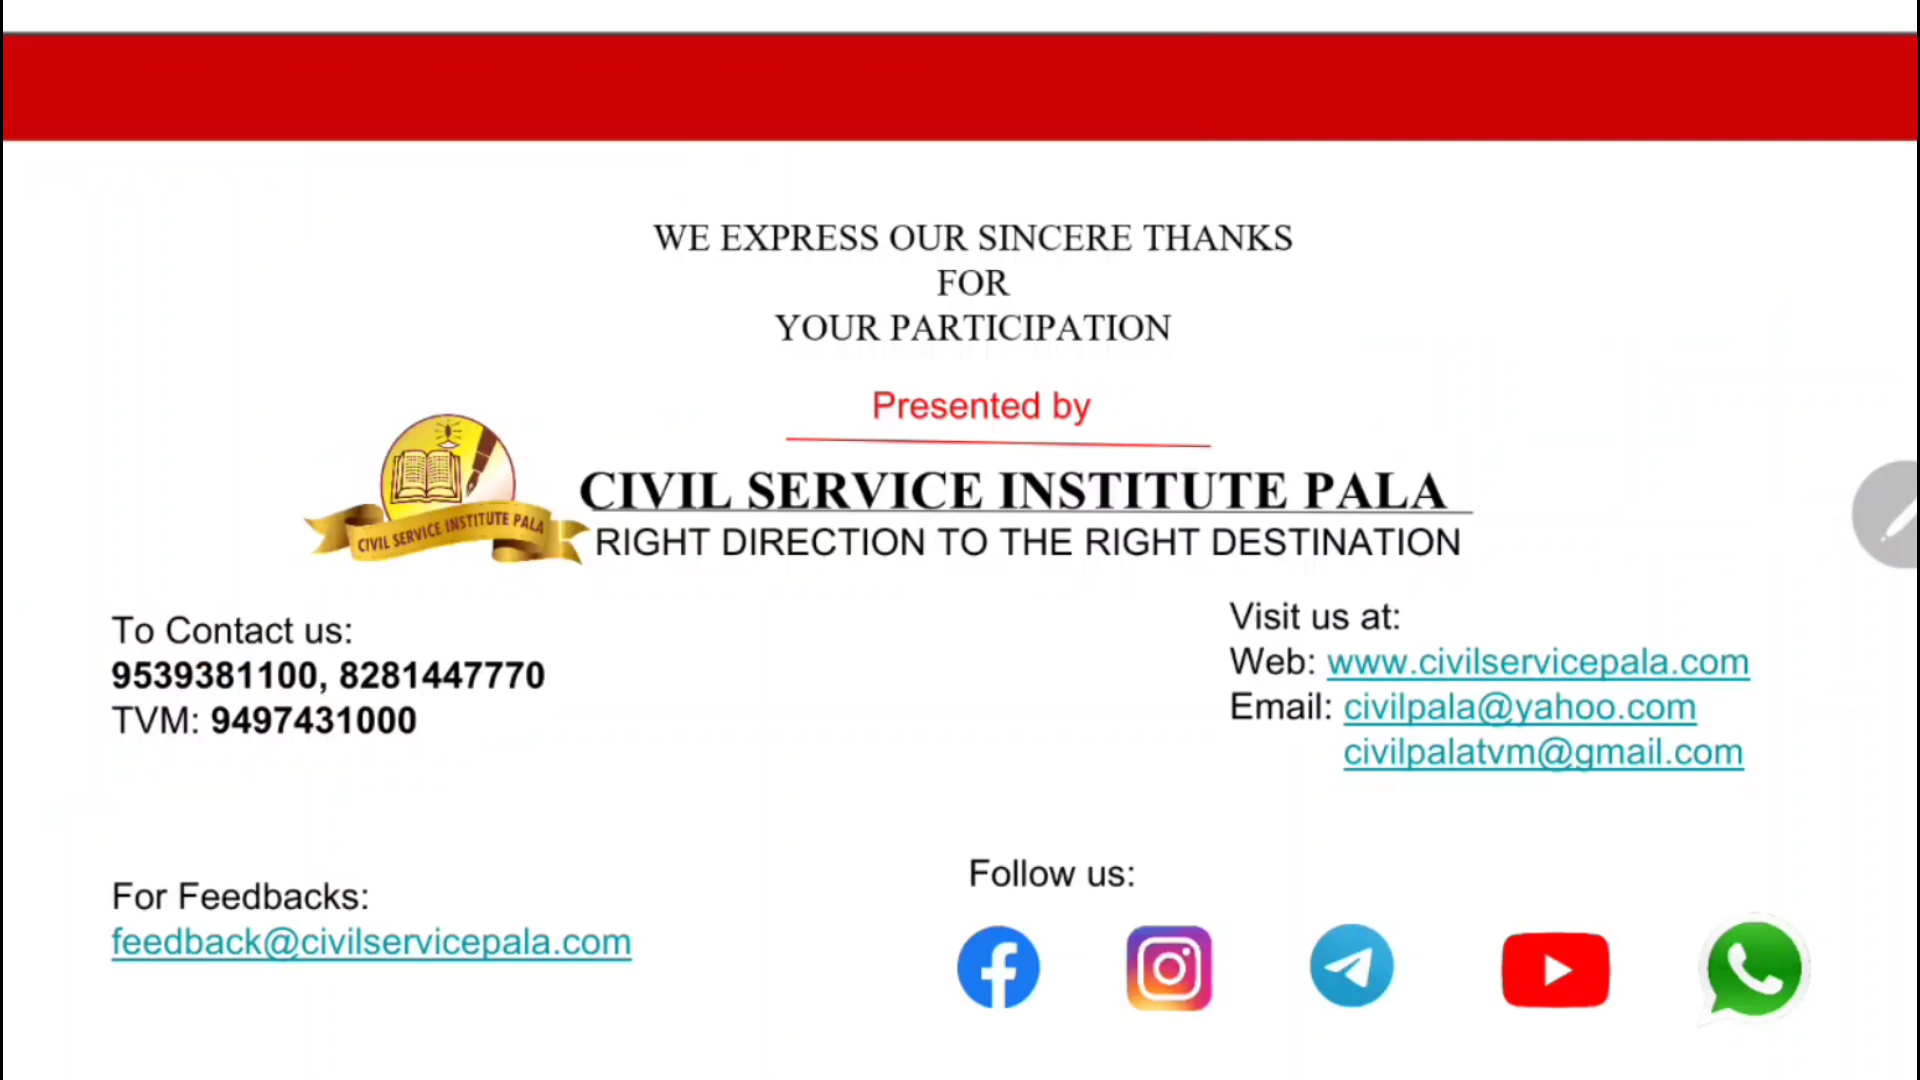 WE EXPRESS OUR SINCERE THANKS
FOR
YOUR PARTICIPATION
Presented by
CIVIL SERVICE INSTITUTE PALA
CIVIL SERVICE INSTITUTE PALA
RIGHT DIRECTION TO THE RIGHT DESTINATION
To Contact us:
9539381100, 8281447770
TVM: 9497431000
Visit us at:
Web: www.civilservicepala.com
Email: civilpala@yahoo.com
civilpalatvm@gmail.com
For Feedbacks:
feedback@civilservicepala.com
Follow us: